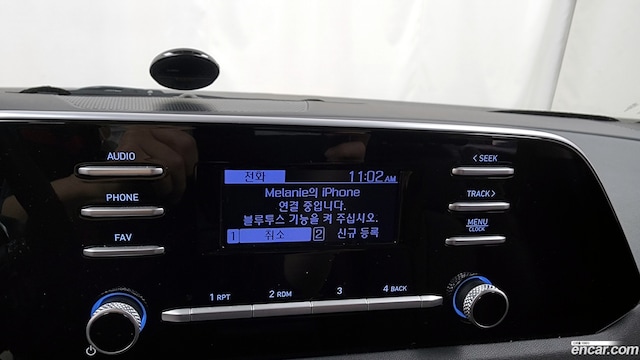 AUDIO
PHONE
FAV
전화 11:02 AM
Melanie의 iPhone
연결 중입니다.
블루투스 기능을 켜 주십시오.
1 취소 2 신규 등록
< SEEK
TRACK >
MENU
CLOCK
1 RPT 2 RDM 3 4 BACK
encar.com